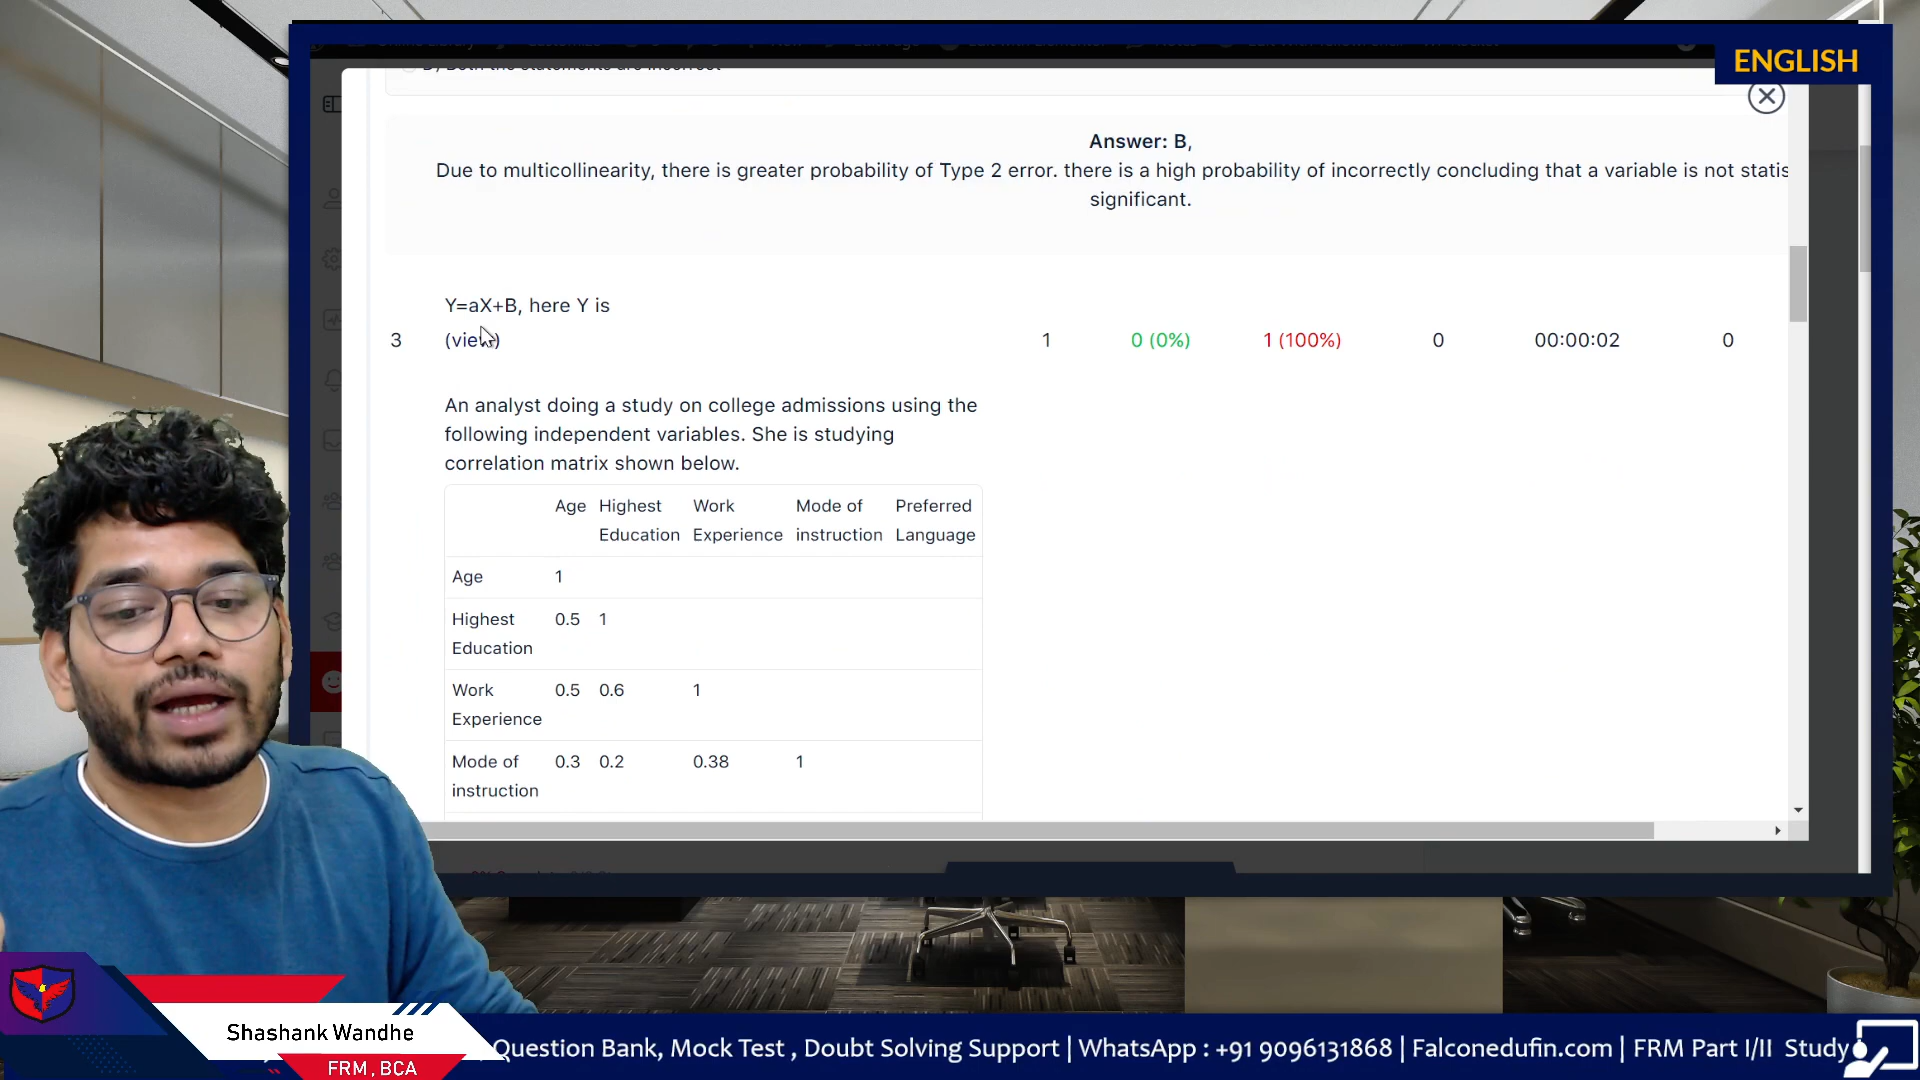 ENGLISH
D, Both the statements are incorrect
Answer: B,
Due to multicollinearity, there is greater probability of Type 2 error. there is a high probability of incorrectly concluding that a variable is not statis
significant.
Y=aX+B, here Y is
3 (view) 1 0 (0%) 1 (100%) 0 00:00:02 0
An analyst doing a study on college admissions using the
following independent variables. She is studying
correlation matrix shown below.
Age Highest Education Work Experience Mode of instruction Preferred Language
Age 1
Highest Education 0.5 1
Work Experience 0.5 0.6 1
Mode of instruction 0.3 0.2 0.38 1
Shashank Wandhe
FRM, BCA
Question Bank, Mock Test , Doubt Solving Support | WhatsApp : +91 9096131868 | Falconedufin.com | FRM Part I/II Study